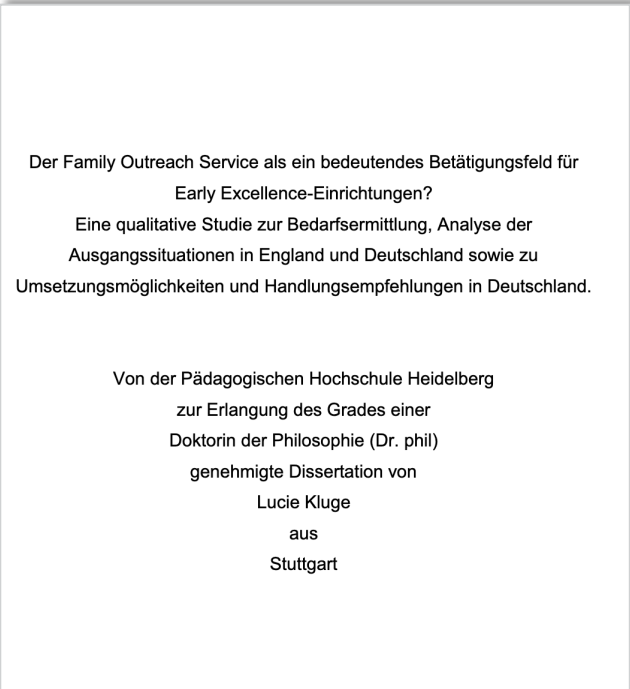 Der Family Outreach Service als ein bedeutendes Betätigungsfeld für
Early Excellence-Einrichtungen?
Eine qualitative Studie zur Bedarfsermittlung, Analyse der
Ausgangssituationen in England und Deutschland sowie zu
Umsetzungsmöglichkeiten und Handlungsempfehlungen in Deutschland.
Von der Pädagogischen Hochschule Heidelberg
zur Erlangung des Grades einer
Doktorin der Philosophie (Dr. phil)
genehmigte Dissertation von
Lucie Kluge
aus
Stuttgart